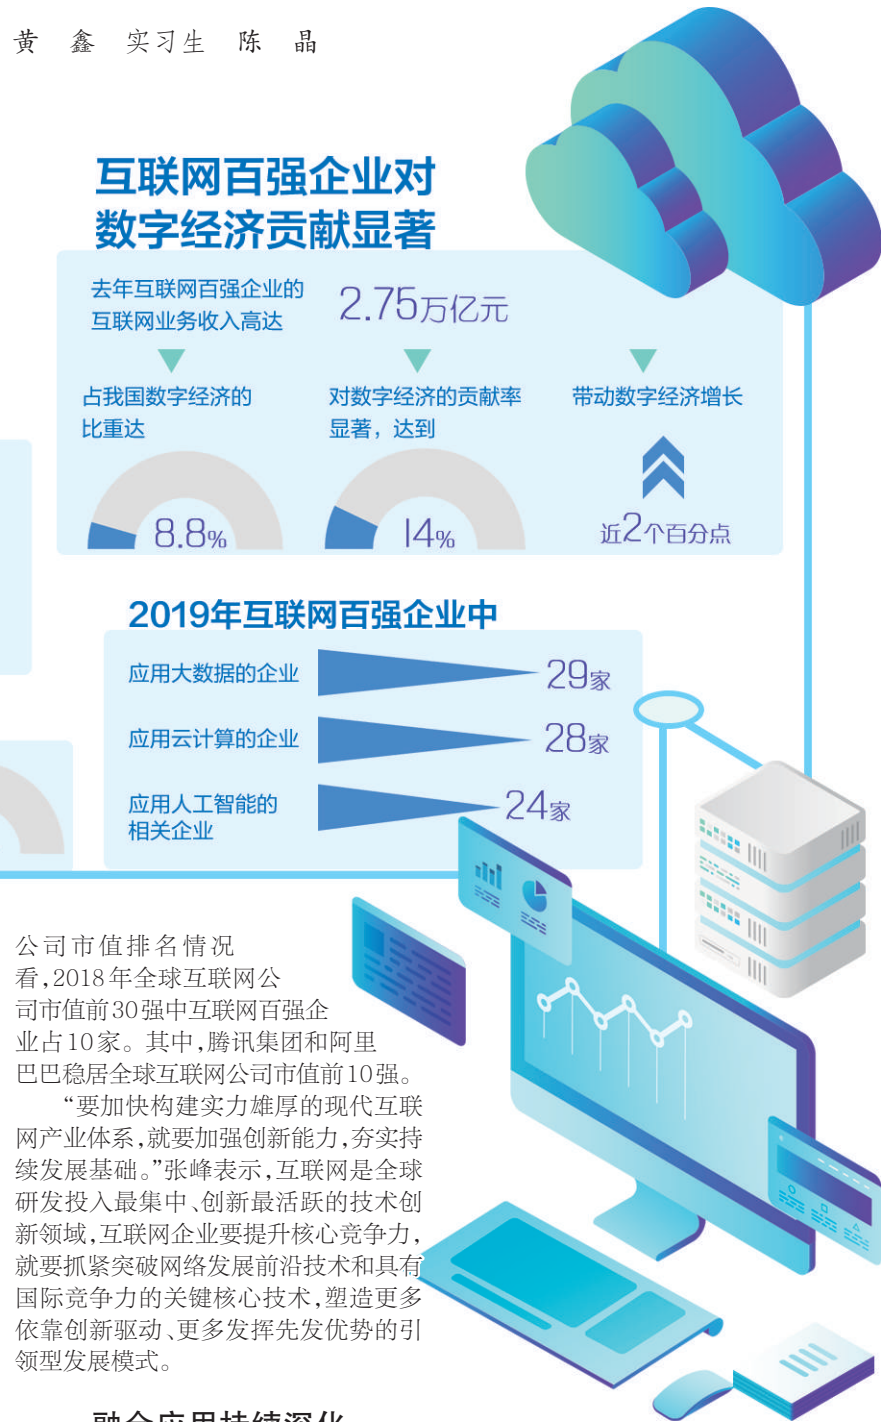 黄 鑫 实习生 陈 晶
互联网百强企业对
数字经济贡献显著
去年互联网百强企业的
互联网业务收入高达
2.75万亿元
占我国数字经济的
比重达
8.8%
对数字经济的贡献率
显著，达到
14%
带动数字经济增长
近2个百分点
2019年互联网百强企业中
应用大数据的企业 29家
应用云计算的企业 28家
应用人工智能的
相关企业
24家
公司市值排名情况
看，2018年全球互联网公
司市值前30强中互联网百强企
业占10家。其中，腾讯集团和阿里
巴巴稳居全球互联网公司市值前10强。
“要加快构建实力雄厚的现代互联
网产业体系，就要加强创新能力，夯实持
续发展基础。”张峰表示，互联网是全球
研发投入最集中、创新最活跃的技术创
新领域，互联网企业要提升核心竞争力，
就要抓紧突破网络发展前沿技术和具有
国际竞争力的关键核心技术，塑造更多
依靠创新驱动、更多发挥先发优势的引
领型发展模式。
融合应用持续深化